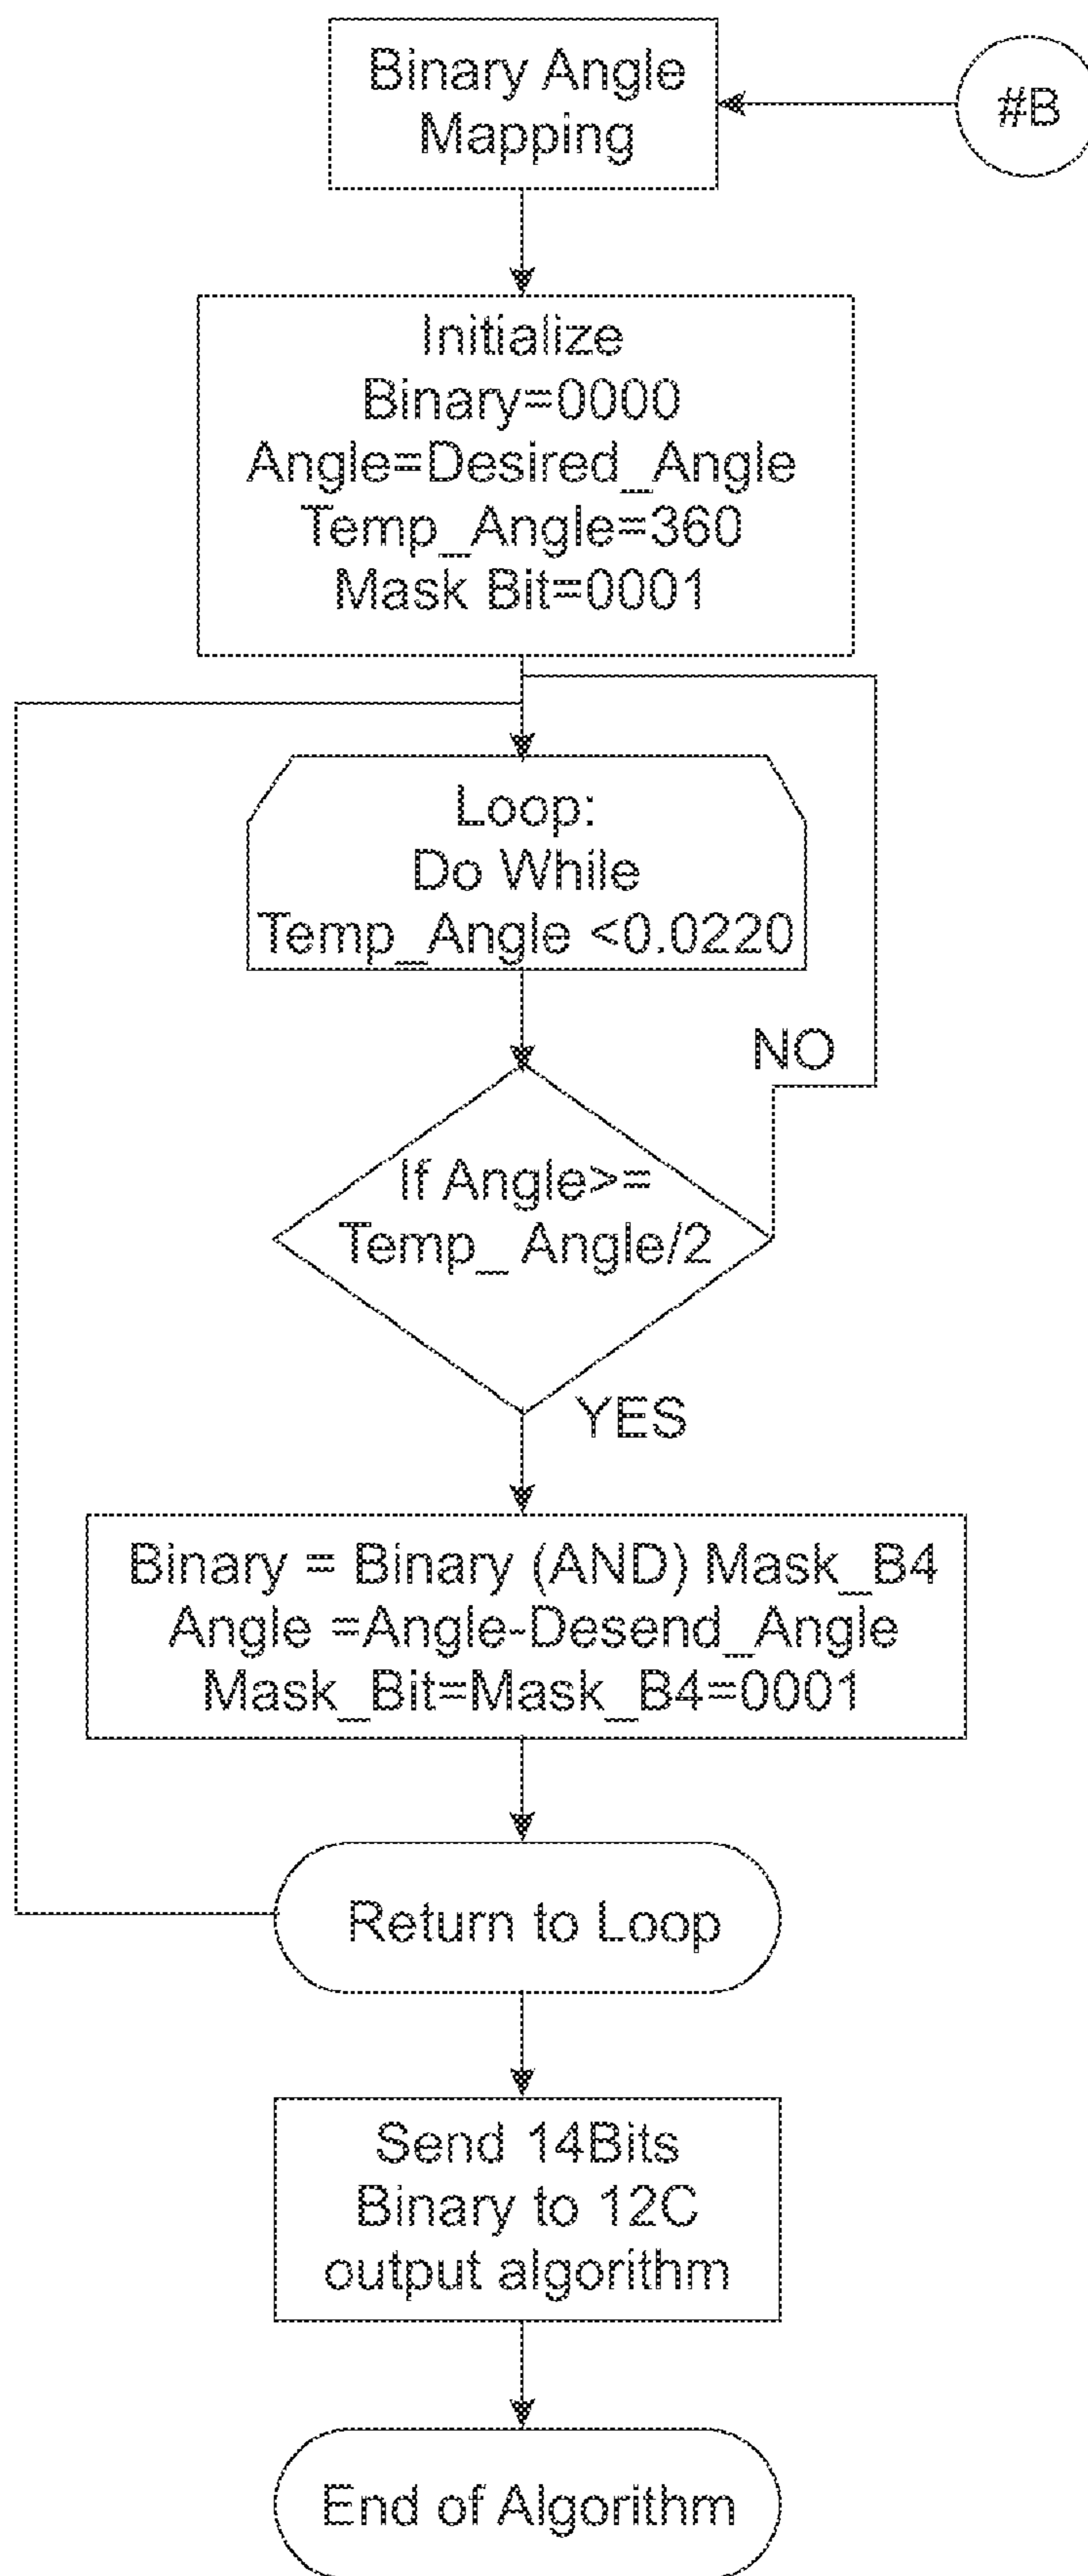 Binary Angle
Mapping
#B
Initialize
Binary=0000
Angle=Desired_Angle
Temp_Angle=360
Mask Bit=0001
Loop:
Do While
Temp_Angle <0.0220
NO
If Angle>=
Temp_ Angle/2
YES
Binary = Binary (AND) Mask_B4
Angle =Angle-Desend_Angle
Mask_Bit=Mask_B4=0001
Return to Loop
Send 14Bits
Binary to 12C
output algorithm
End of Algorithm